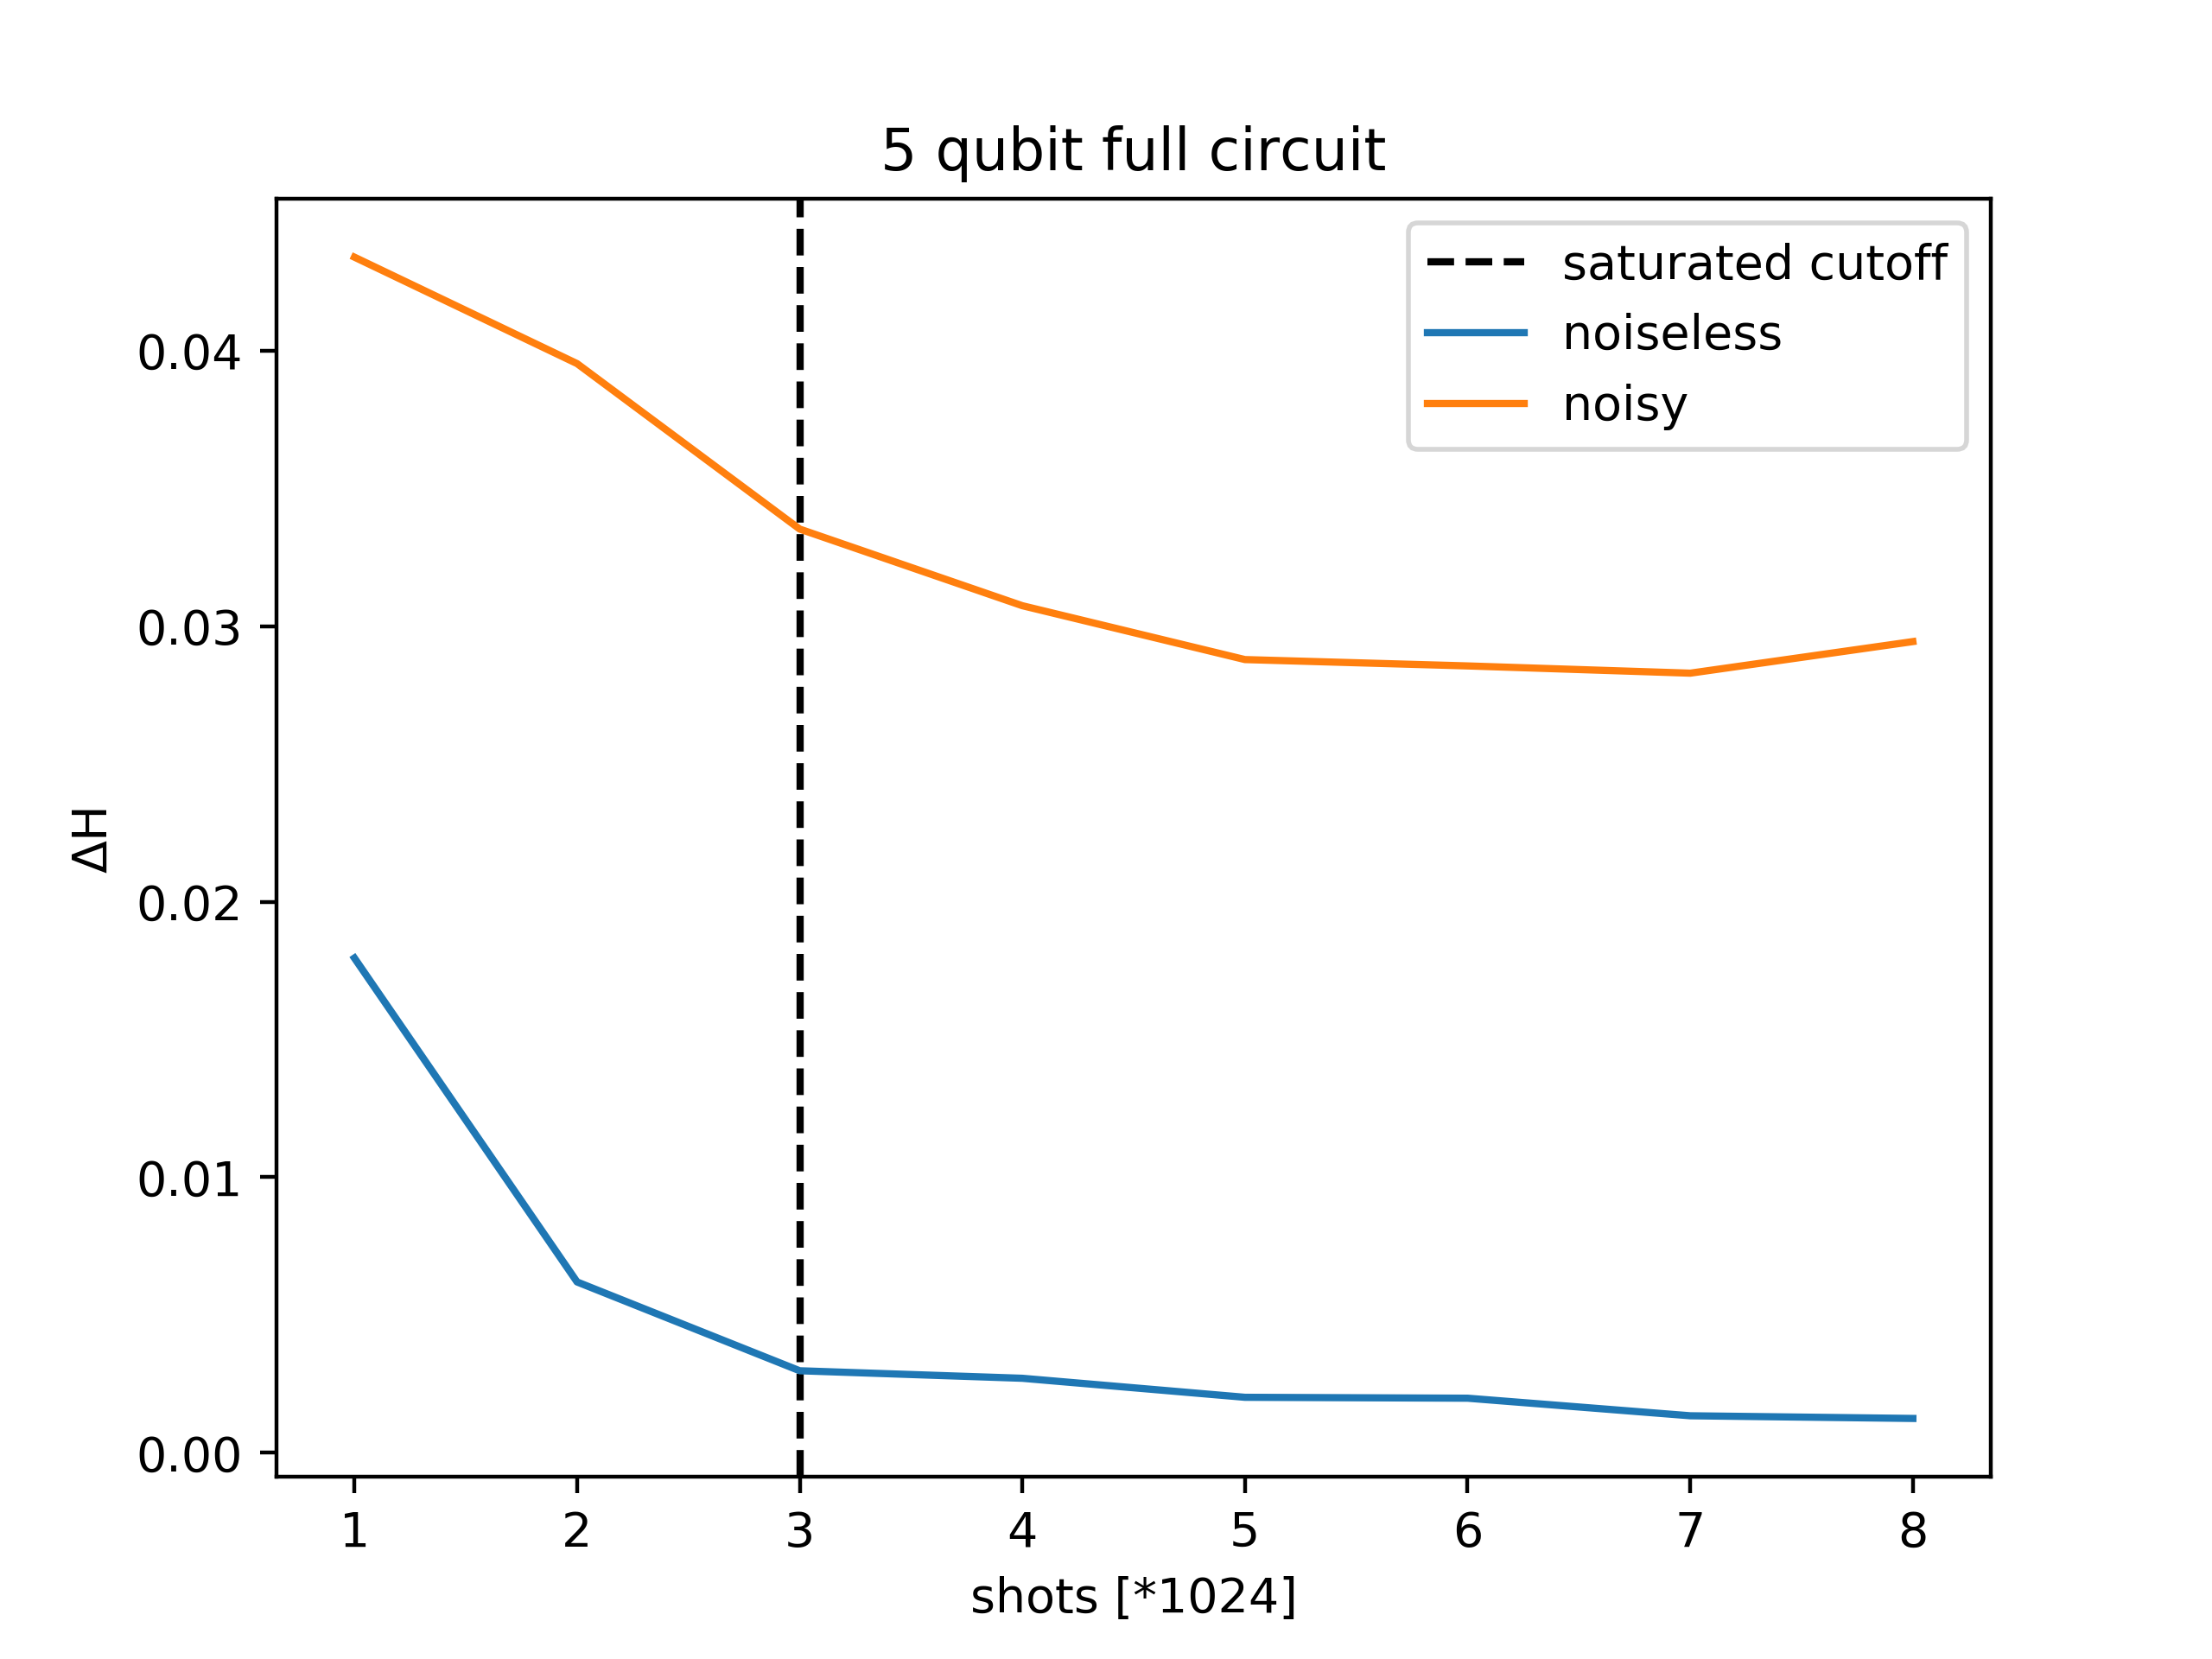 5 qubit full circuit
saturated cutoff
noiseless
noisy
0.04
0.03
0.02
0.01
0.00
ΔH
1 2 3 4 5 6 7 8
shots [*1024]